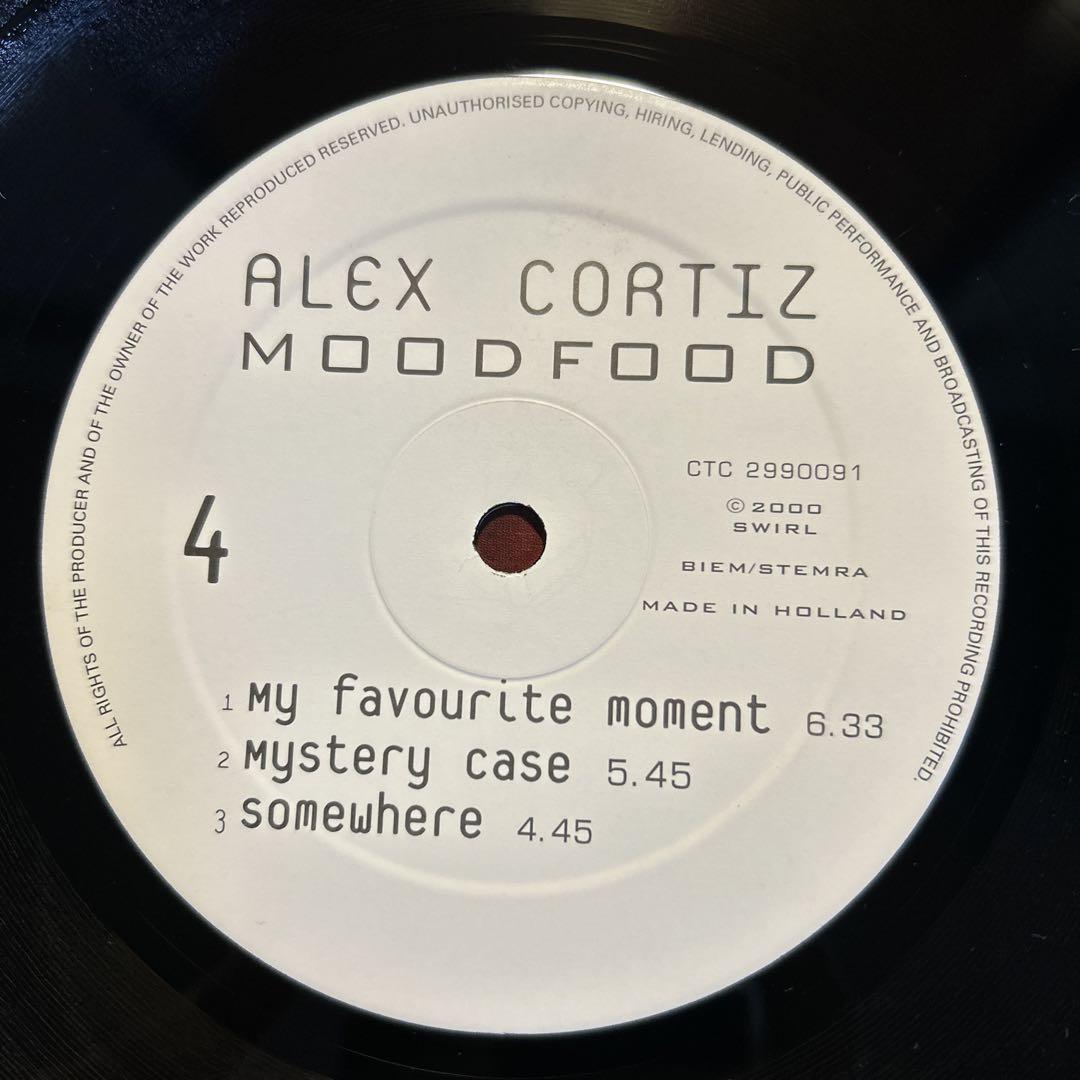 ALL RIGHTS OF THE PRODUCER AND OF THE OWNER OF THE WORK REPRODUCED RESERVED. UNAUTHORISED COPYING, HIRING, LENDING, PUBLIC PERFORMANCE AND BROADCASTING OF THIS RECORDING PROHIBITED.
ALEX CORTIZ
MOODFOOD
CTC 2990091
© 2000
SWIRL
BIEM/STEMRA
MADE IN HOLLAND
4
1 My favourite moment 6.33
2 Mystery case 5.45
3 somewhere 4.45